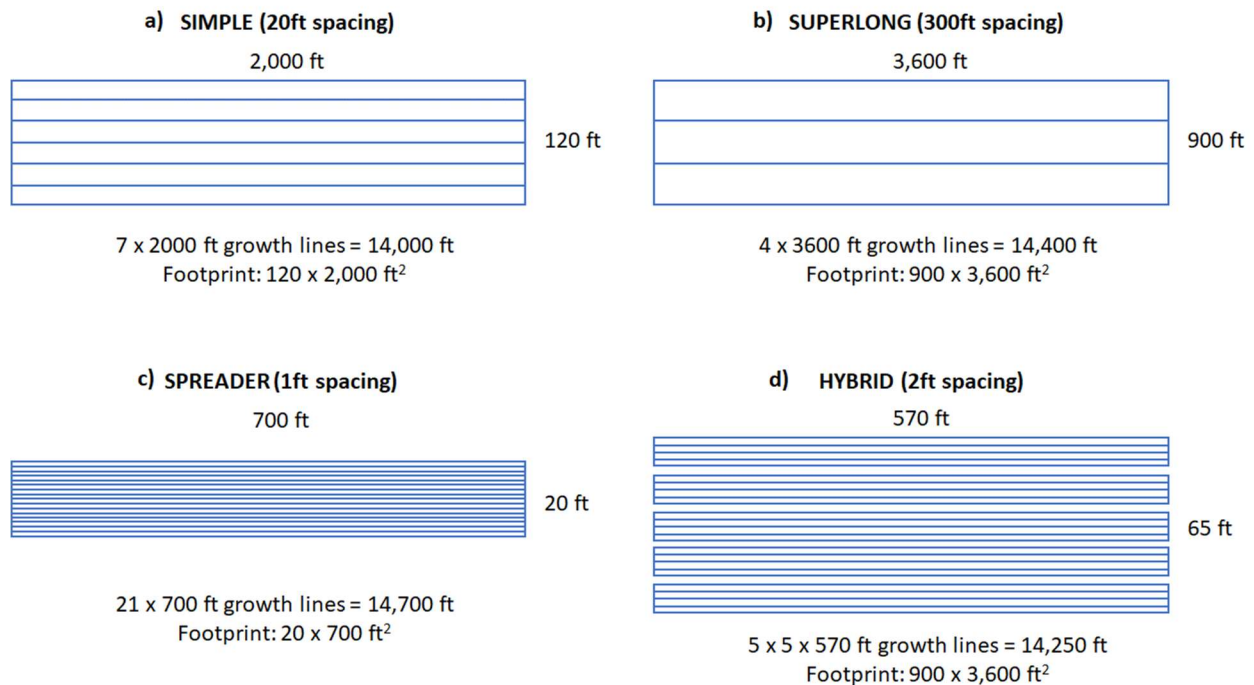 a) SIMPLE (20ft spacing)
2,000 ft
120 ft
7 x 2000 ft growth lines = 14,000 ft
Footprint: 120 x 2,000 ft²
b) SUPERLONG (300ft spacing)
3,600 ft
900 ft
4 x 3600 ft growth lines = 14,400 ft
Footprint: 900 x 3,600 ft²
c) SPREADER (1ft spacing)
700 ft
20 ft
21 x 700 ft growth lines = 14,700 ft
Footprint: 20 x 700 ft²
d) HYBRID (2ft spacing)
570 ft
65 ft
5 x 5 x 570 ft growth lines = 14,250 ft
Footprint: 900 x 3,600 ft²